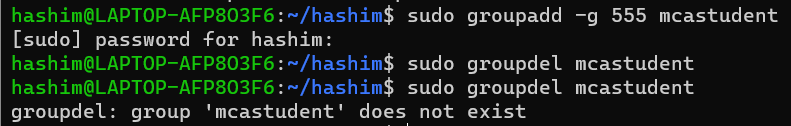 hashim@LAPTOP-AFP8O3F6:~/hashim$ sudo groupadd -g 555 mcastudent
[sudo] password for hashim:
hashim@LAPTOP-AFP8O3F6:~/hashim$ sudo groupdel mcastudent
hashim@LAPTOP-AFP8O3F6:~/hashim$ sudo groupdel mcastudent
groupdel: group 'mcastudent' does not exist